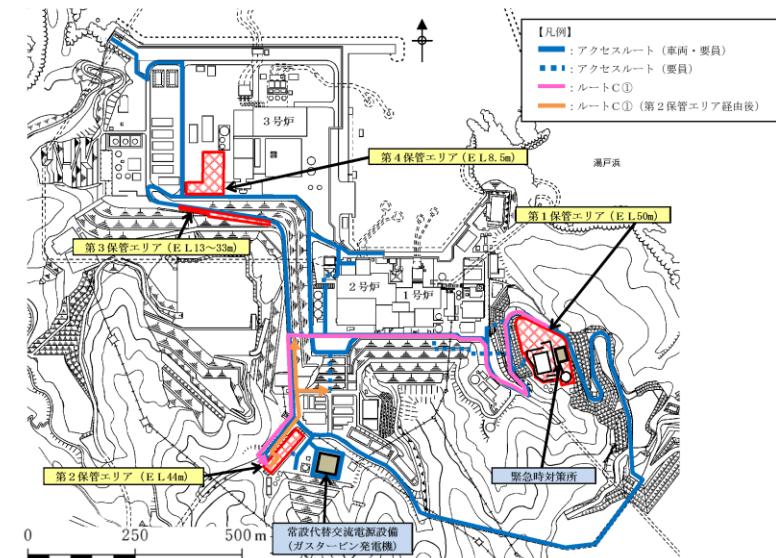 【凡例】
：アクセスルート（車両・要員）
：アクセスルート（要員）
：ルートC①
：ルートC①（第２保管エリア経由後）
３号炉
湯戸浜
第４保管エリア（ＥＬ8.5m）
第１保管エリア（ＥＬ50m）
第３保管エリア（ＥＬ13～33m）
２号炉
１号炉
第２保管エリア（ＥＬ44m）
緊急時対策所
常設代替交流電源設備
（ガスタービン発電機）
0 250 500 m